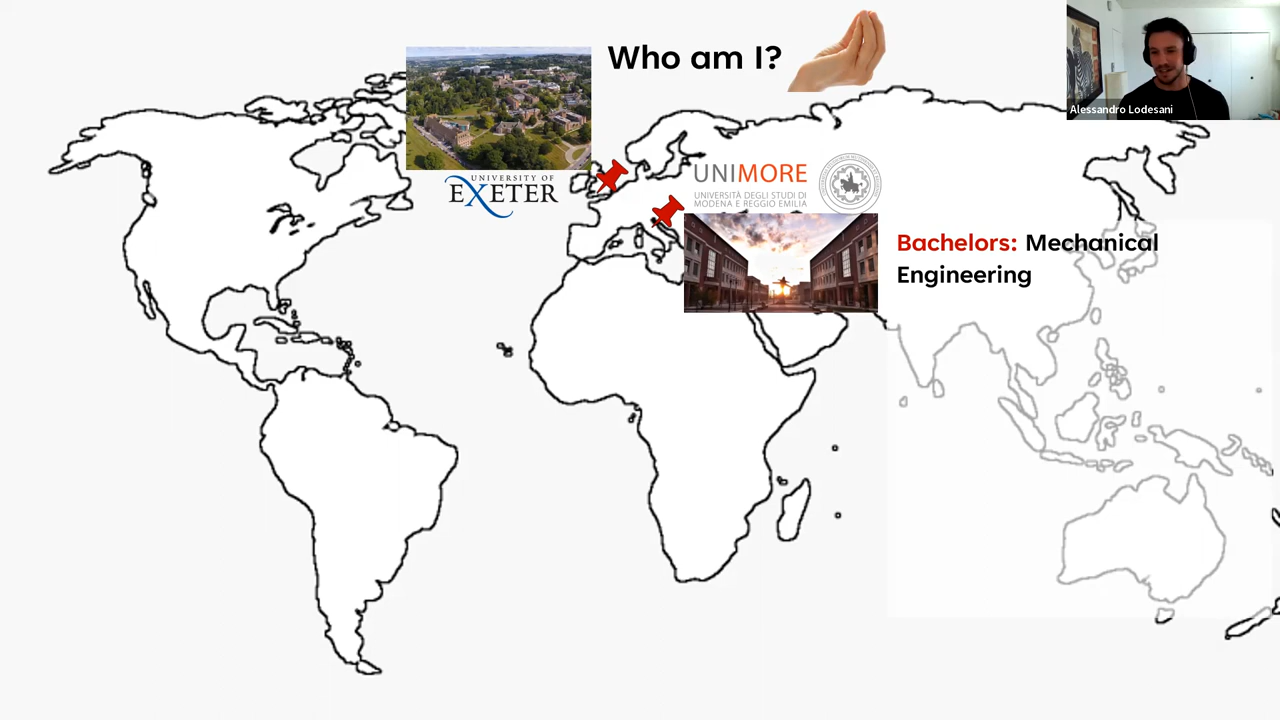 Who am I?
Alessandro Lodesani
UNIVERSITY OF
EXETER
UNIMORE
UNIVERSITÀ DEGLI STUDI DI
MODENA E REGGIO EMILIA
Bachelors: Mechanical
Engineering